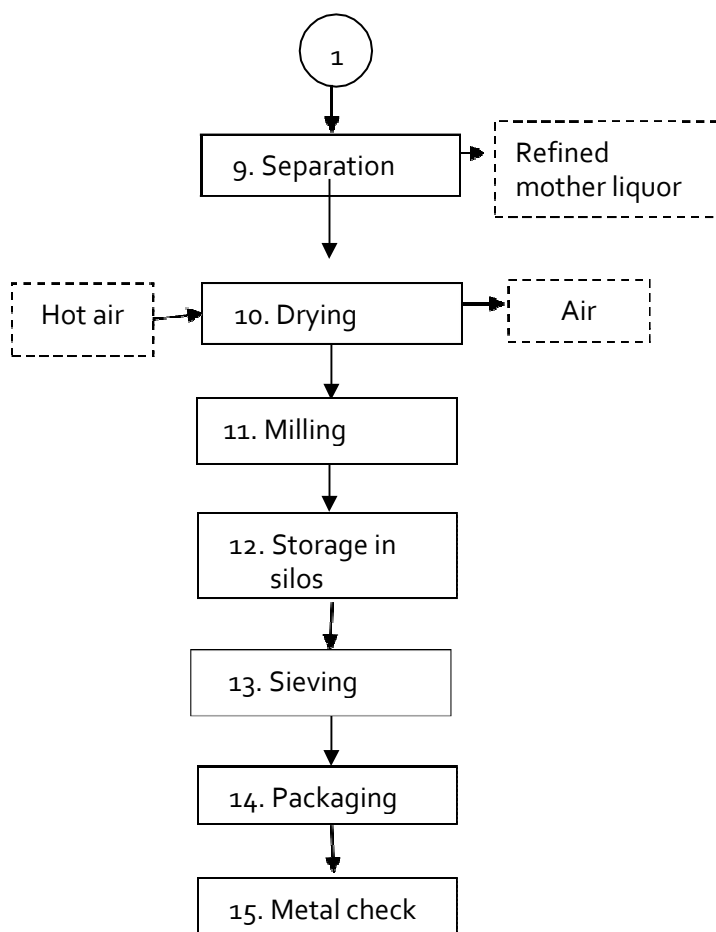 1
9. Separation
Refined
mother liquor
Hot air
10. Drying
Air
11. Milling
12. Storage in
silos
13. Sieving
14. Packaging
15. Metal check